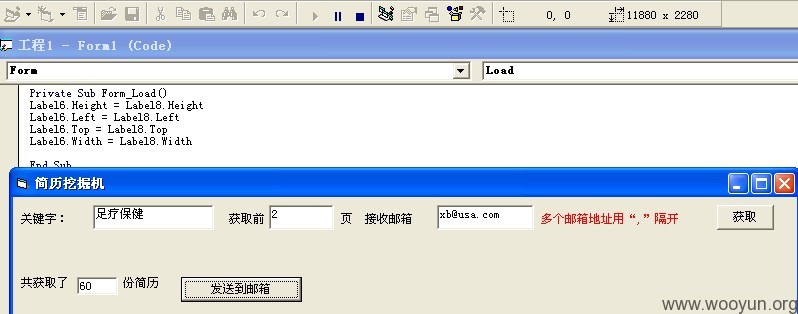 0, 0 11880 x 2280
工程1 - Form1 (Code)
Form Load
Private Sub Form_Load()
Label6.Height = Label8.Height
Label6.Left = Label8.Left
Label6.Top = Label8.Top
Label6.Width = Label8.Width
End Sub
简历挖掘机
关键字： 足疗保健 获取前 2 页 接收邮箱 xb@usa.com 多个邮箱地址用“,”隔开 获取
共获取了 60 份简历 发送到邮箱
www.wooyun.org